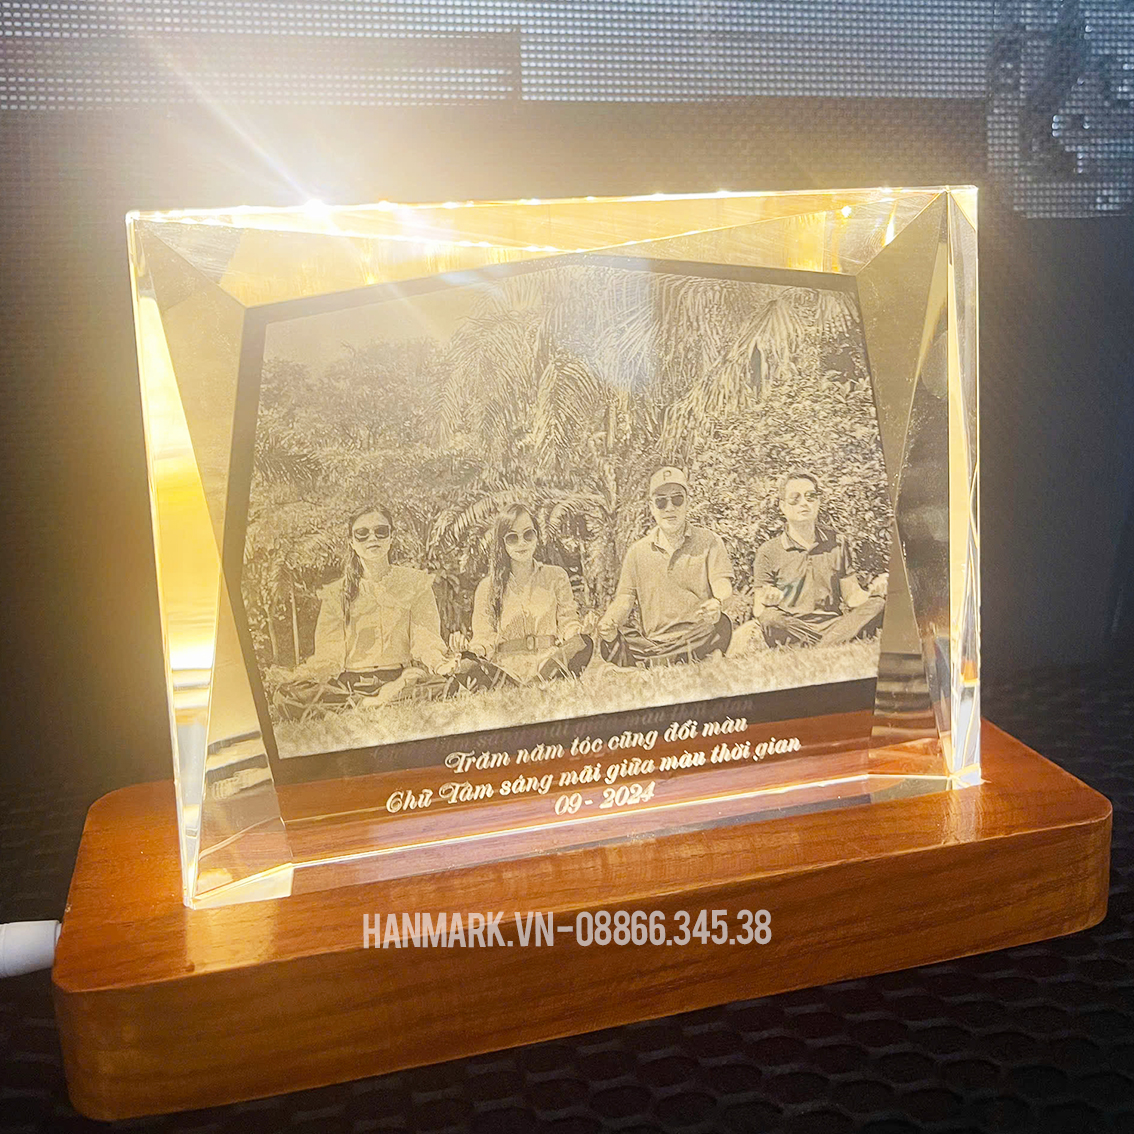 Trăm năm tóc cũng đổi màu
Chữ Tâm sáng mãi giữa màu thời gian
09 - 2024
HANMARK.VN-08866.345.38